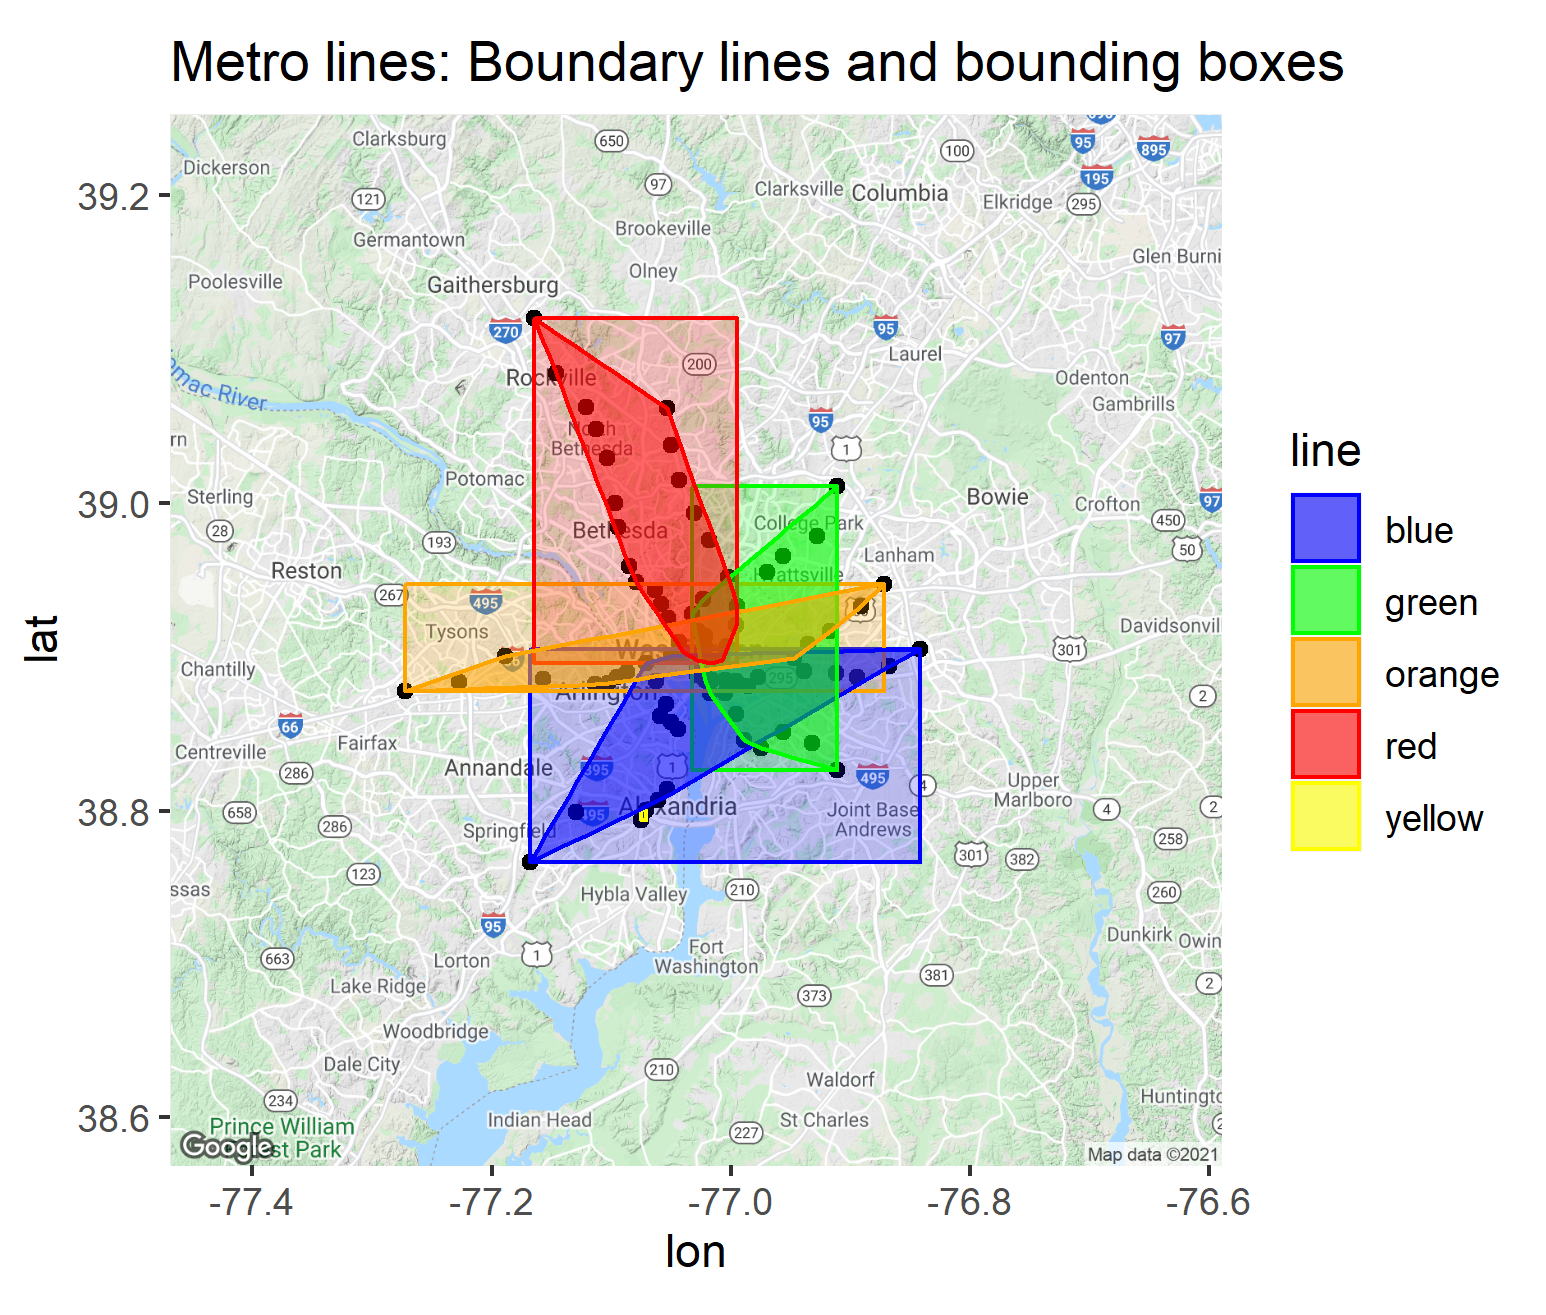 Metro lines: Boundary lines and bounding boxes
Clarksburg
650
100
95
895
Dickerson
97
Clarksville
Columbia
195
121
Elkridge
295
Germantown
Brookeville
Glen Burni
Poolesville
Olney
Gaithersburg
270
95
97
Laurel
200
Rockville
Odenton
Gambrills
omac River
95
1
rn
North
Bethesda
Potomac
Sterling
Bowie
Crofton
97
28
193
Bethesda
College Park
450
50
Reston
Lanham
Hyattsville
267
495
Tysons
Davidsonvil
301
Chantilly
295
Arlington
2
66
Fairfax
Centreville
286
Annandale
395
1
495
4
Upper
Marlboro
658
286
Alexandria
Joint Base
Andrews
4
2
Springfield
495
301
382
258
123
ssas
Hybla Valley
210
260
95
663
Lorton
1
Fort
Washington
Dunkirk
Owin
381
Lake Ridge
373
2
Woodbridge
Dale City
210
Waldorf
234
Indian Head
St Charles
Huntingto
Prince William
Forest Park
227
2
Google
Map data ©2021
39.2
39.0
38.8
38.6
lat
-77.4
-77.2
-77.0
-76.8
-76.6
lon
line
blue
green
orange
red
yellow